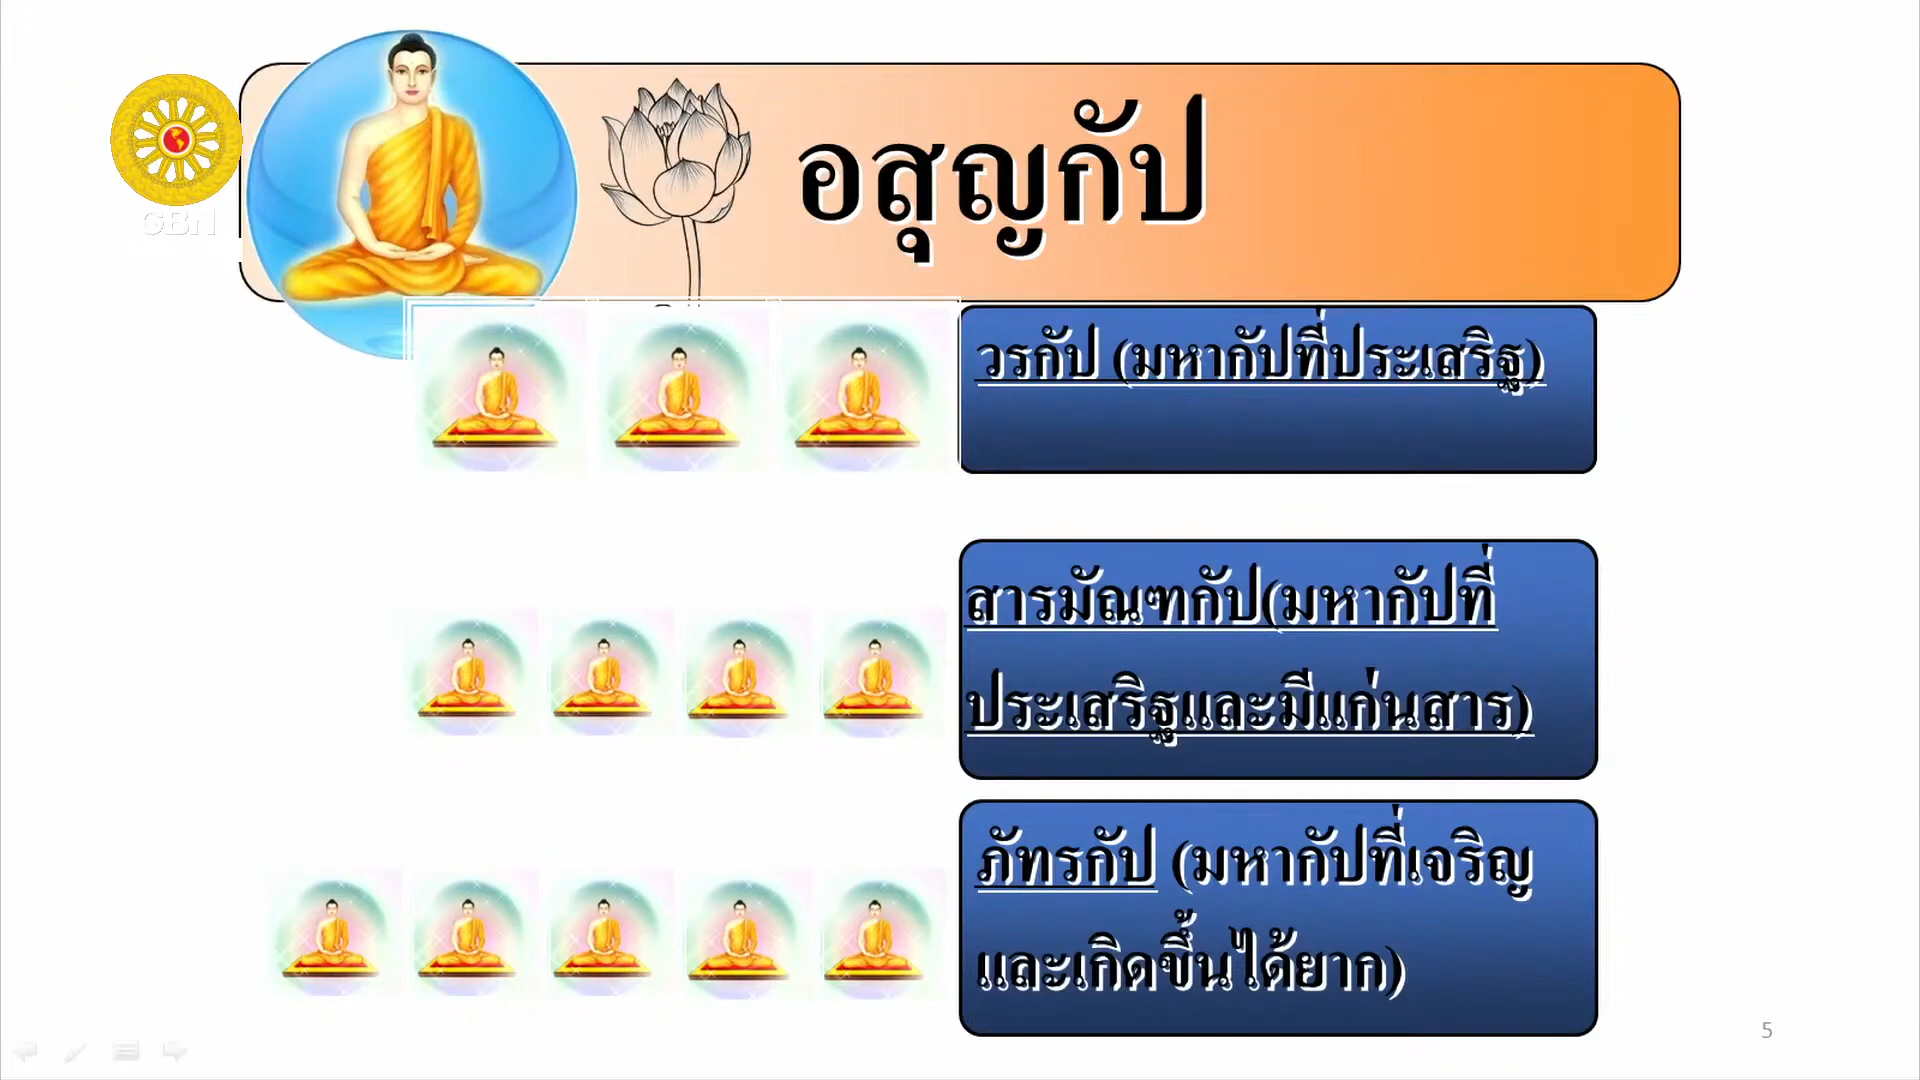 GBN
อสุญกัป
วรกัป (มหากัปที่ประเสริฐ)
สารมัณฑกัป(มหากัปที่
ประเสริฐและมีแก่นสาร)
ภัทรกัป (มหากัปที่เจริญ
และเกิดขึ้นได้ยาก)
5